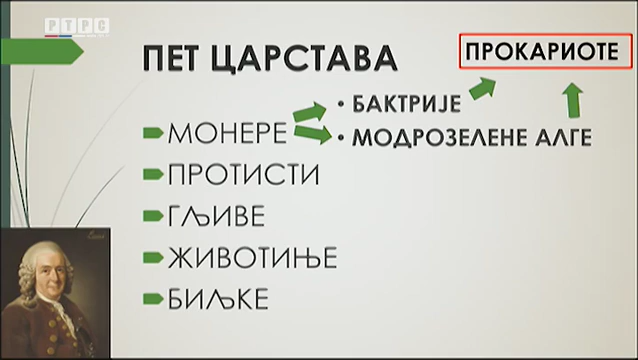 РТРС
ПЕТ ЦАРСТАВА
ПРОКАРИОТЕ
• БАКТРИЈЕ
МОНЕРЕ
• МОДРОЗЕЛЕНЕ АЛГЕ
ПРОТИСТИ
ГЉИВЕ
ЖИВОТИЊЕ
БИЉКЕ